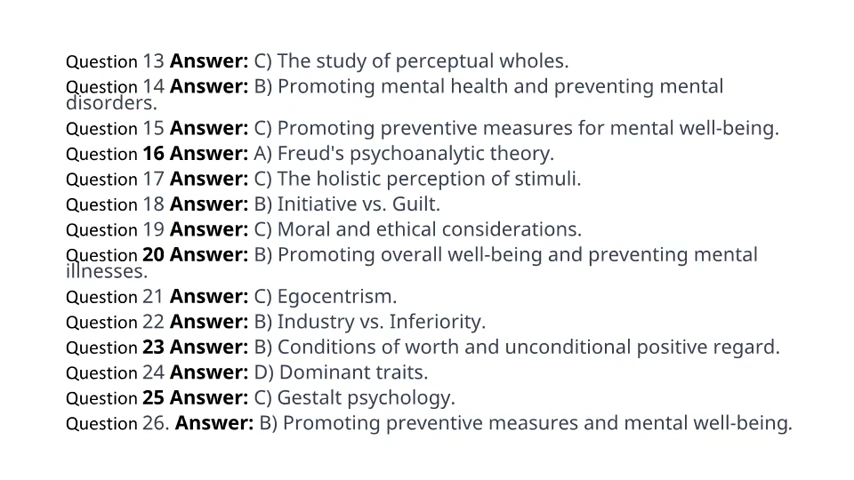 Question 13 Answer: C) The study of perceptual wholes.
Question 14 Answer: B) Promoting mental health and preventing mental
disorders.
Question 15 Answer: C) Promoting preventive measures for mental well-being.
Question 16 Answer: A) Freud's psychoanalytic theory.
Question 17 Answer: C) The holistic perception of stimuli.
Question 18 Answer: B) Initiative vs. Guilt.
Question 19 Answer: C) Moral and ethical considerations.
Question 20 Answer: B) Promoting overall well-being and preventing mental
illnesses.
Question 21 Answer: C) Egocentrism.
Question 22 Answer: B) Industry vs. Inferiority.
Question 23 Answer: B) Conditions of worth and unconditional positive regard.
Question 24 Answer: D) Dominant traits.
Question 25 Answer: C) Gestalt psychology.
Question 26. Answer: B) Promoting preventive measures and mental well-being.